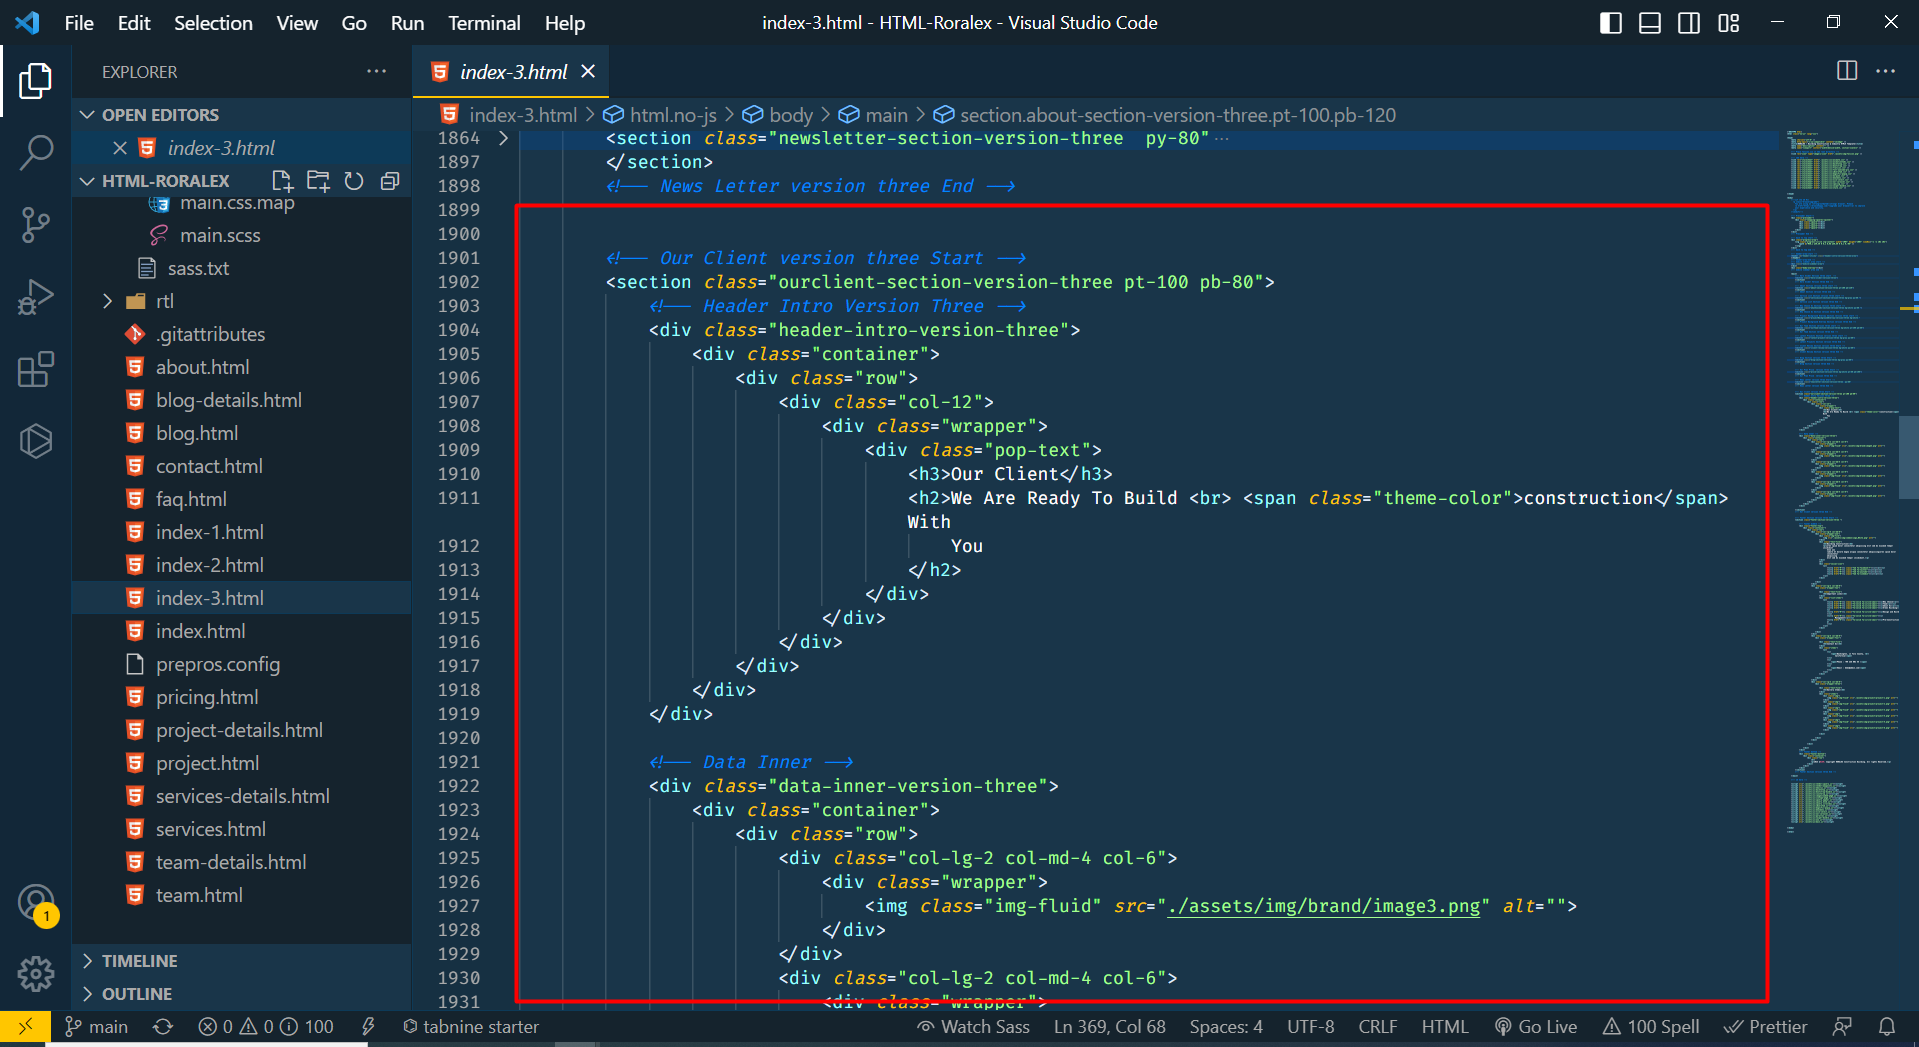 File Edit Selection View Go Run Terminal Help
index-3.html - HTML-Roralex - Visual Studio Code
EXPLORER
OPEN EDITORS
index-3.html
HTML-RORALEX
main.css.map
main.scss
sass.txt
rtl
.gitattributes
about.html
blog-details.html
blog.html
contact.html
faq.html
index-1.html
index-2.html
index-3.html
index.html
prepros.config
pricing.html
project-details.html
project.html
services-details.html
services.html
team-details.html
team.html
TIMELINE
OUTLINE
1
index-3.html
index-3.html > html.no-js > body > main > section.about-section-version-three.pt-100.pb-120
1864 <section class="newsletter-section-version-three  py-80"…
1897 </section>
1898 <!-- News Letter version three End -->
1899
1900
1901 <!-- Our Client version three Start -->
1902 <section class="ourclient-section-version-three pt-100 pb-80">
1903 <!-- Header Intro Version Three -->
1904 <div class="header-intro-version-three">
1905 <div class="container">
1906 <div class="row">
1907 <div class="col-12">
1908 <div class="wrapper">
1909 <div class="pop-text">
1910 <h3>Our Client</h3>
1911 <h2>We Are Ready To Build <br> <span class="theme-color">construction</span>
With
1912 You
1913 </h2>
1914 </div>
1915 </div>
1916 </div>
1917 </div>
1918 </div>
1919 </div>
1920
1921 <!-- Data Inner -->
1922 <div class="data-inner-version-three">
1923 <div class="container">
1924 <div class="row">
1925 <div class="col-lg-2 col-md-4 col-6">
1926 <div class="wrapper">
1927 <img class="img-fluid" src="./assets/img/brand/image3.png" alt="">
1928 </div>
1929 </div>
1930 <div class="col-lg-2 col-md-4 col-6">
1931 <div class="wrapper">
main 0 0 100 tabnine starter Watch Sass Ln 369, Col 68 Spaces: 4 UTF-8 CRLF HTML Go Live 100 Spell Prettier